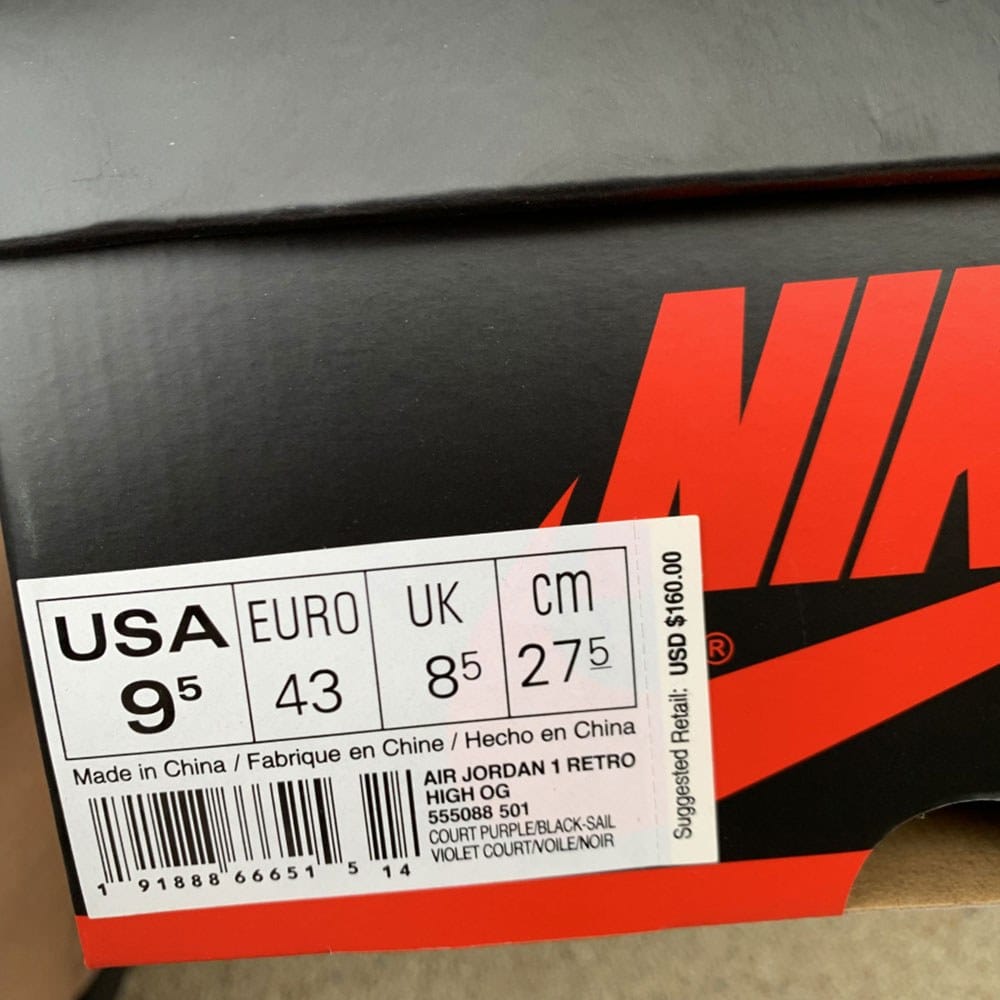 NIK
®
USA EURO UK cm
9⁵ 43 8⁵ 27⁵
Made in China / Fabrique en Chine / Hecho en China
AIR JORDAN 1 RETRO
HIGH OG
555088 501
COURT PURPLE/BLACK-SAIL
VIOLET COURT/VOILE/NOIR
1 91888 66651 5 14
Suggested Retail: USD $160.00